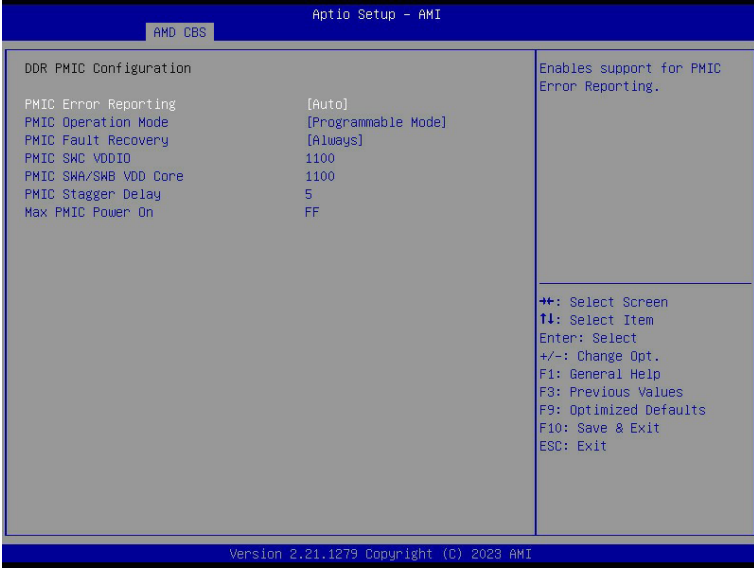 Aptio Setup - AMI
AMD CBS
DDR PMIC Configuration
PMIC Error Reporting [Auto]
PMIC Operation Mode [Programmable Mode]
PMIC Fault Recovery [Always]
PMIC SWC VDDIO 1100
PMIC SWA/SWB VDD Core 1100
PMIC Stagger Delay 5
Max PMIC Power On FF
Enables support for PMIC
Error Reporting.
→←: Select Screen
↑↓: Select Item
Enter: Select
+/-: Change Opt.
F1: General Help
F3: Previous Values
F9: Optimized Defaults
F10: Save & Exit
ESC: Exit
Version 2.21.1279 Copyright (C) 2023 AMI